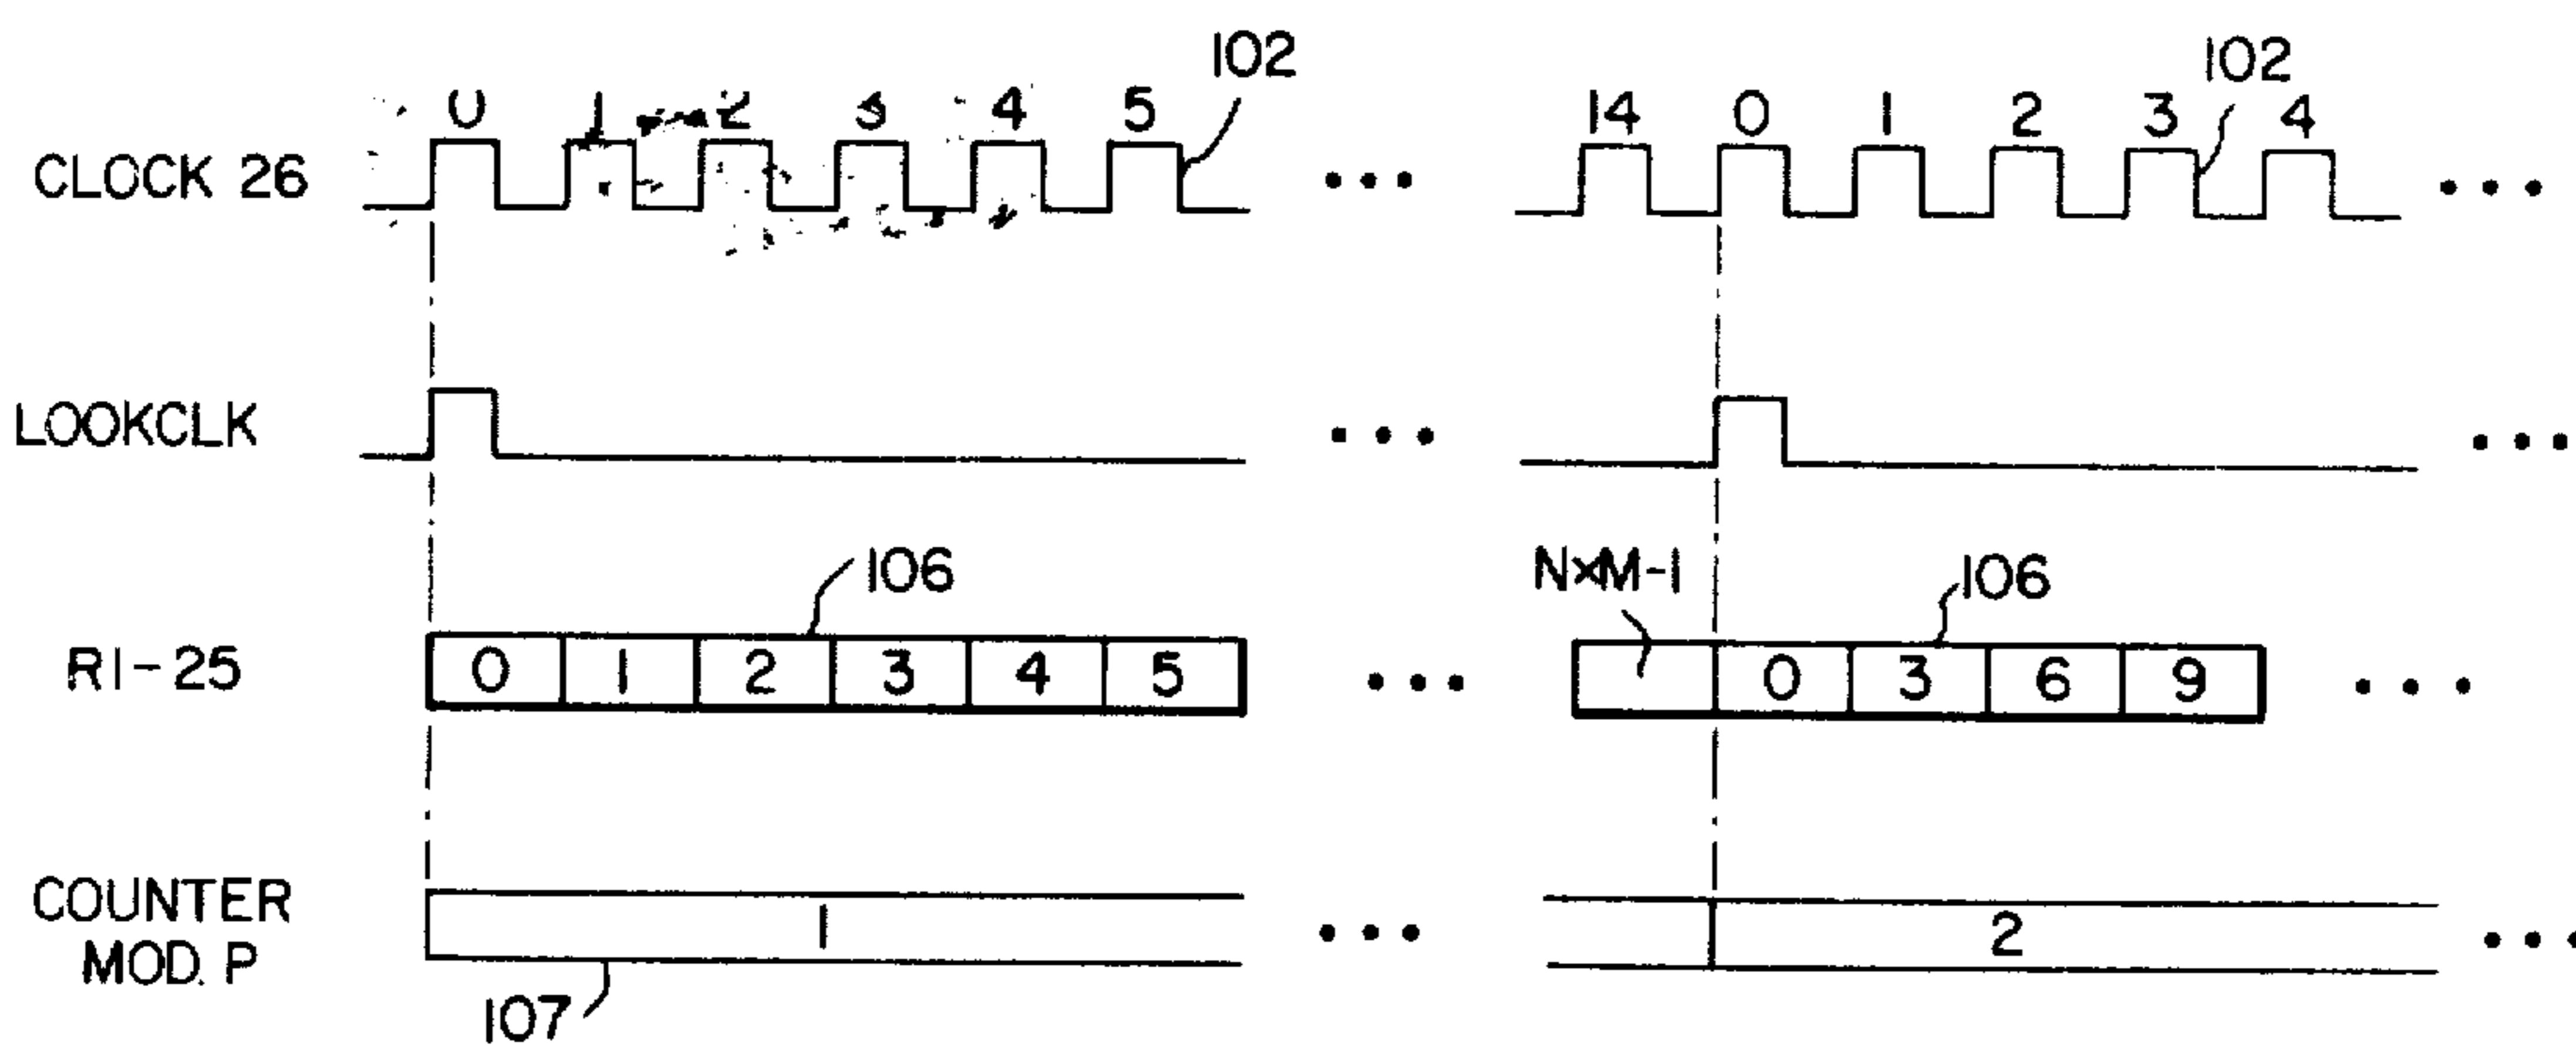 102
102
0 1 2 3 4 5 14 0 1 2 3 4
CLOCK 26
LOOKCLK
106 N×M-1 106
RI-25 0 1 2 3 4 5 0 3 6 9
COUNTER
MOD. P
1 2
107